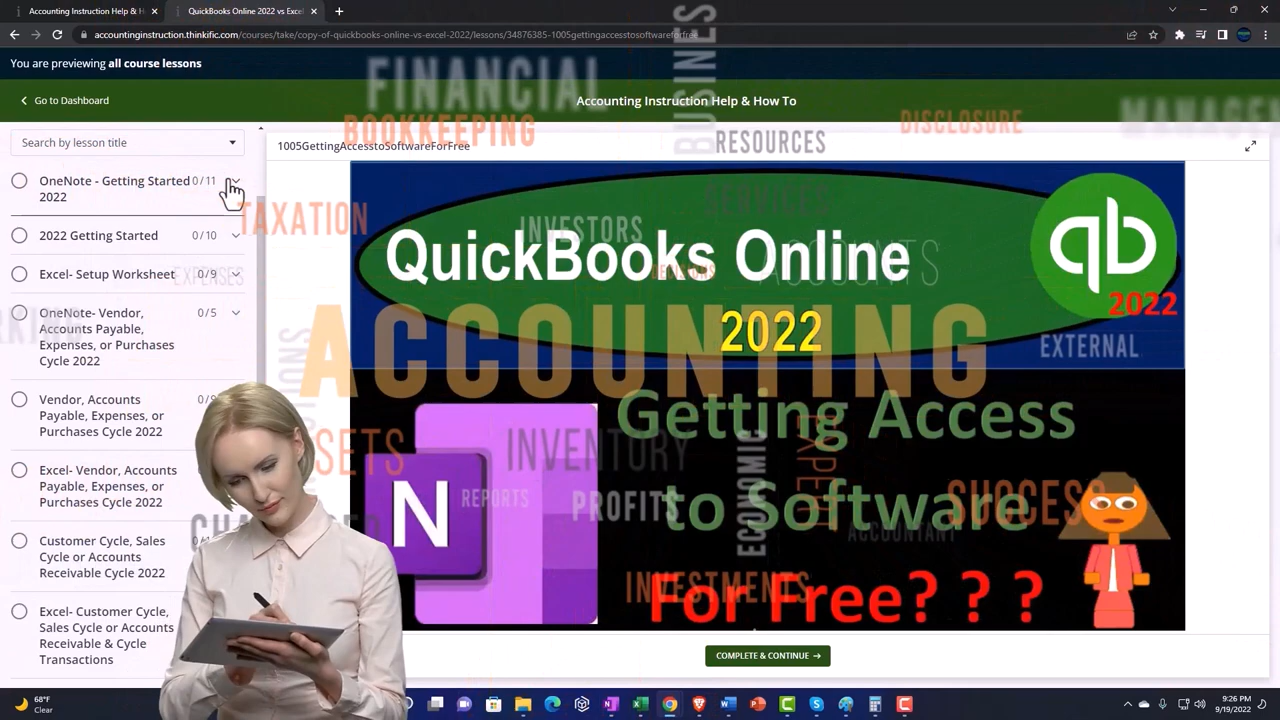 Accounting Instruction Help & H
QuickBooks Online 2022 vs Excel
accountinginstruction.thinkific.com/courses/take/copy-of-quickbooks-online-vs-excel-2022/lessons/34876385-1005gettingaccesstosoftwareforfree
You are previewing all course lessons
Go to Dashboard
Accounting Instruction Help & How To
Search by lesson title
1005GettingAccesstoSoftwareForFree
OneNote - Getting Started 2022
0/11
2022 Getting Started
0/10
Excel- Setup Worksheet
0/9
OneNote- Vendor,
Accounts Payable,
Expenses, or Purchases
Cycle 2022
0/5
Vendor, Accounts
Payable, Expenses, or
Purchases Cycle 2022
Excel- Vendor, Accounts
Payable, Expenses, or
Purchases Cycle 2022
Customer Cycle, Sales
Cycle or Accounts
Receivable Cycle 2022
Excel- Customer Cycle,
Sales Cycle or Accounts
Receivable & Cycle
Transactions
QuickBooks Online
2022
qb
2022
Getting Access
to Software
For Free? ? ?
N
FINANCIAL
BOOKKEEPING
RESOURCES
DISCLOSURE
TAXATION
INVESTORS
SERVICES
ACCOUNTS
DECISIONS
EXPENSES
ACCOUNTING
EXTERNAL
INVENTORY
REPORTS
PROFITS
ECONOMIC
EXPERT
SUCCESS
ACCOUNTANT
INVESTMENTS
COMPLETE & CONTINUE →
68°F
Clear
9:26 PM
9/19/2022